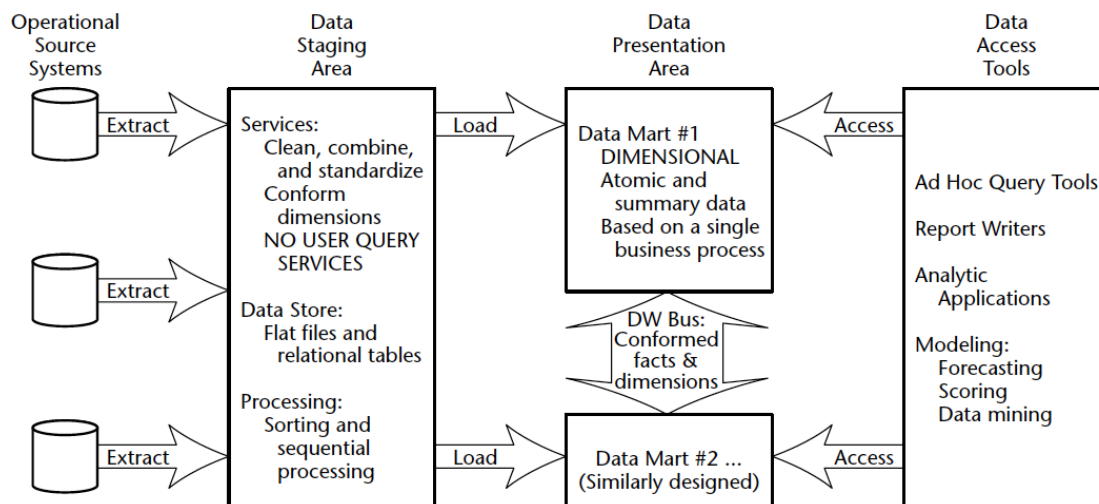 Operational
Source
Systems
Data
Staging
Area
Data
Presentation
Area
Data
Access
Tools
Extract
Extract
Extract
Services:
Clean, combine,
and standardize
Conform
dimensions
NO USER QUERY
SERVICES
Data Store:
Flat files and
relational tables
Processing:
Sorting and
sequential
processing
Load
Load
Data Mart #1
DIMENSIONAL
Atomic and
summary data
Based on a single
business process
DW Bus:
Conformed
facts &
dimensions
Data Mart #2 ...
(Similarly designed)
Access
Access
Ad Hoc Query Tools
Report Writers
Analytic
Applications
Modeling:
Forecasting
Scoring
Data mining